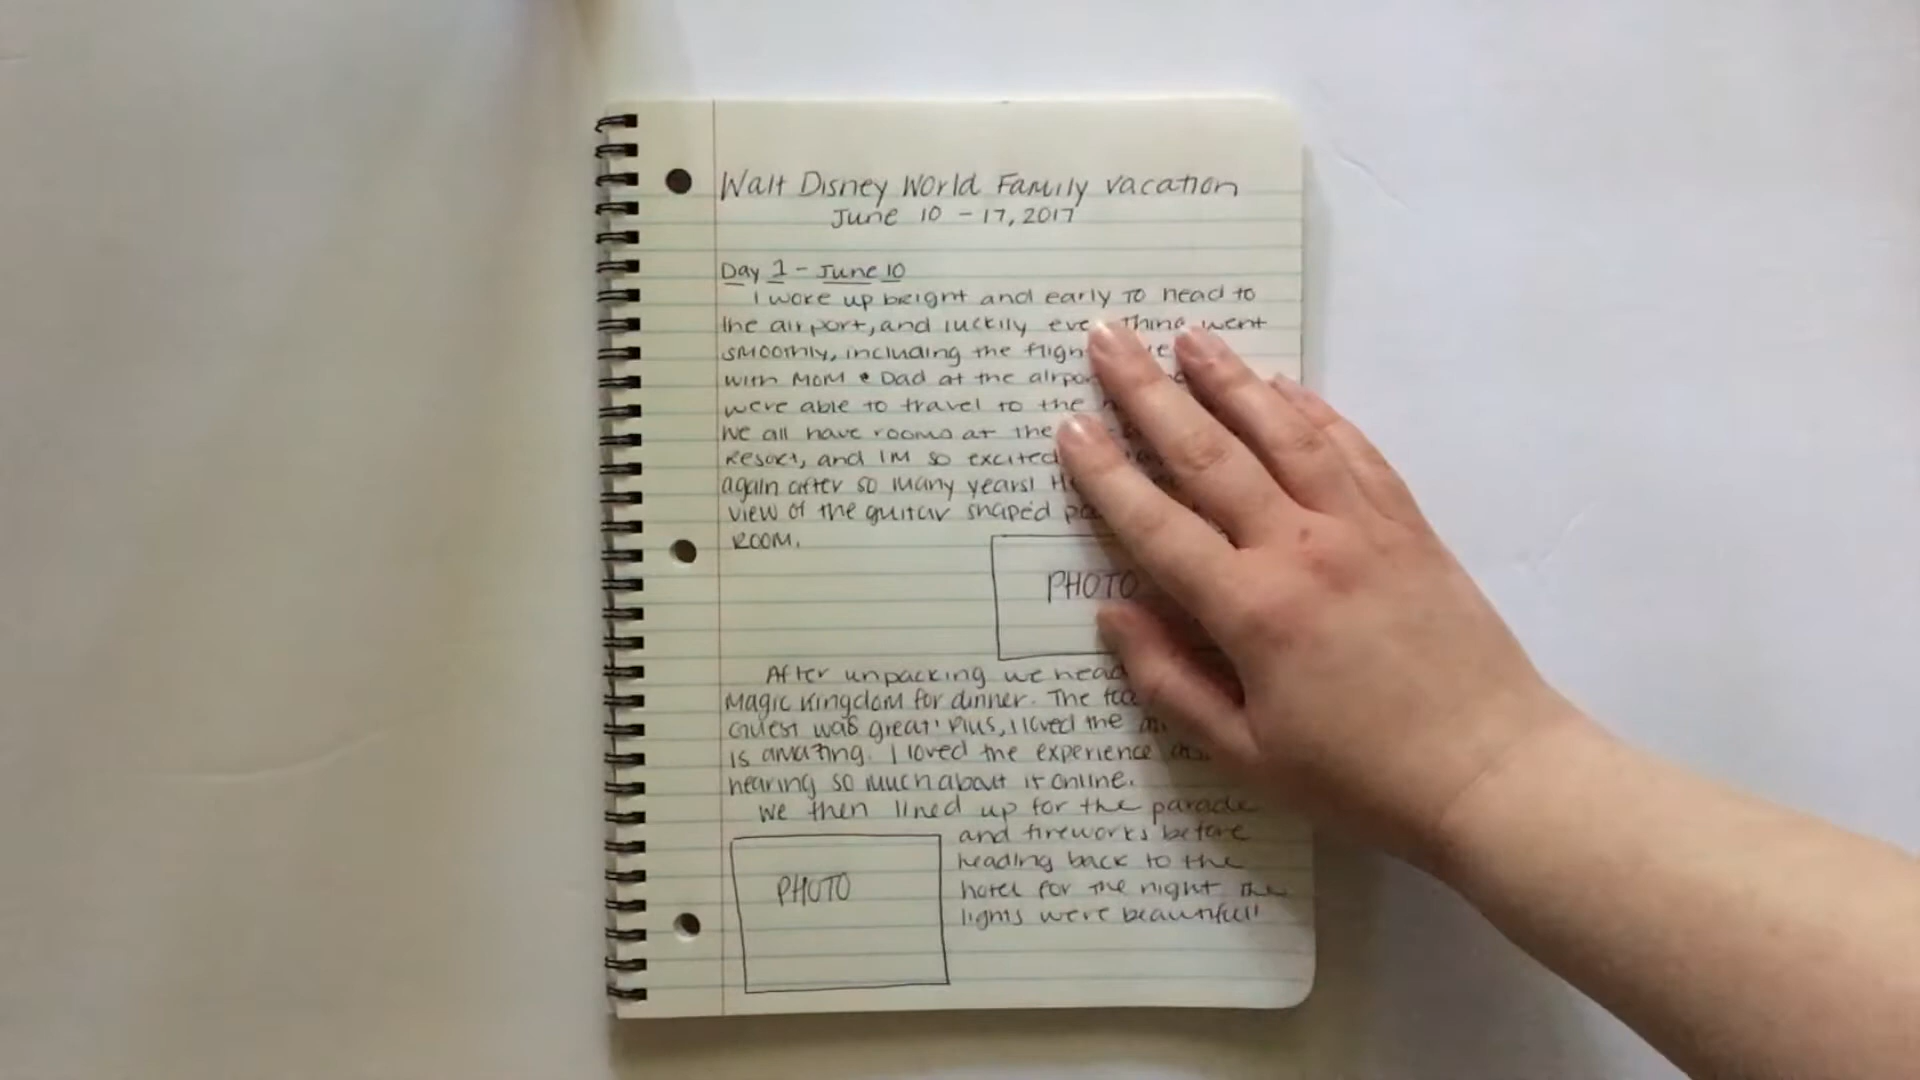 Walt Disney World Family Vacation
June 10 - 17, 2017
Day 1 - June 10
I woke up bright and early to head to
the airport, and luckily went
smoothly, including the
with Mom & Dad at the
were able to travel to the
We all have rooms at the
Resort, and IM so excited
again after so many years!
view of the guitar shaped
room.
PHOTO
After unpacking we
Magic Kingdom for dinner. The
Guest was great! Plus, I loved the
is amazing. I loved the experience
hearing so much about it online.
We then lined up for the parade
and fireworks before
heading back to the
hotel for the night. The
lights were beautiful!
PHOTO